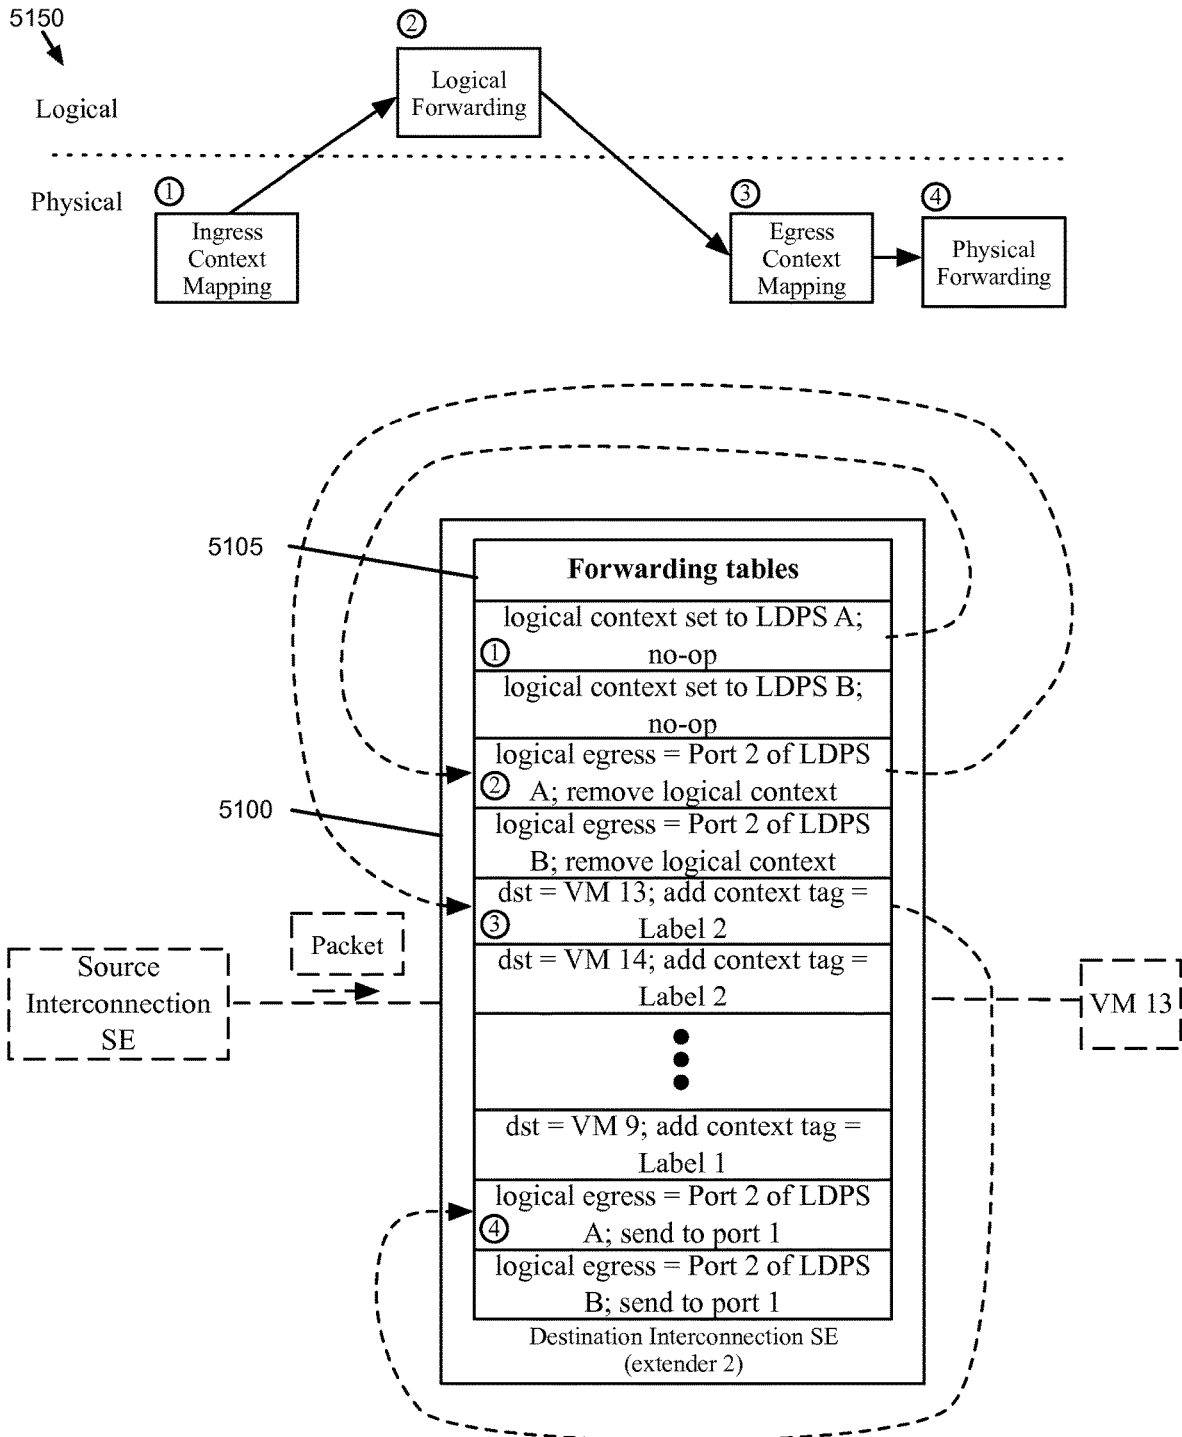 5150
②
Logical
Forwarding
Logical
Physical
①
Ingress
Context
Mapping
③
Egress
Context
Mapping
④
Physical
Forwarding
5105
Forwarding tables
logical context set to LDPS A;
① no-op
logical context set to LDPS B;
no-op
logical egress = Port 2 of LDPS
② A; remove logical context
5100
logical egress = Port 2 of LDPS
B; remove logical context
dst = VM 13; add context tag =
③ Label 2
Packet
dst = VM 14; add context tag =
Label 2
Source
Interconnection
SE
VM 13
dst = VM 9; add context tag =
Label 1
logical egress = Port 2 of LDPS
④ A; send to port 1
logical egress = Port 2 of LDPS
B; send to port 1
Destination Interconnection SE
(extender 2)